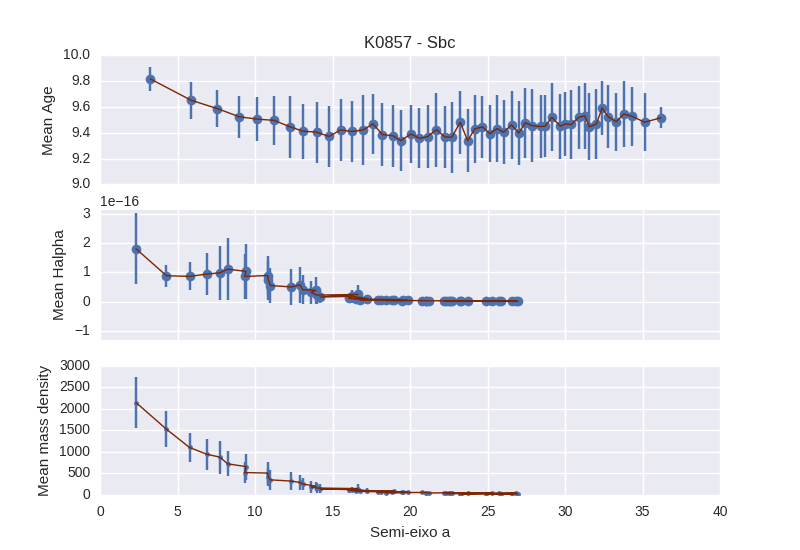 K0857 - Sbc
10.0
9.8
9.6
9.4
9.2
9.0
Mean Age
1e−16
3
2
1
0
−1
Mean Halpha
3000
2500
2000
1500
1000
500
0
Mean mass density
0 5 10 15 20 25 30 35 40
Semi-eixo a